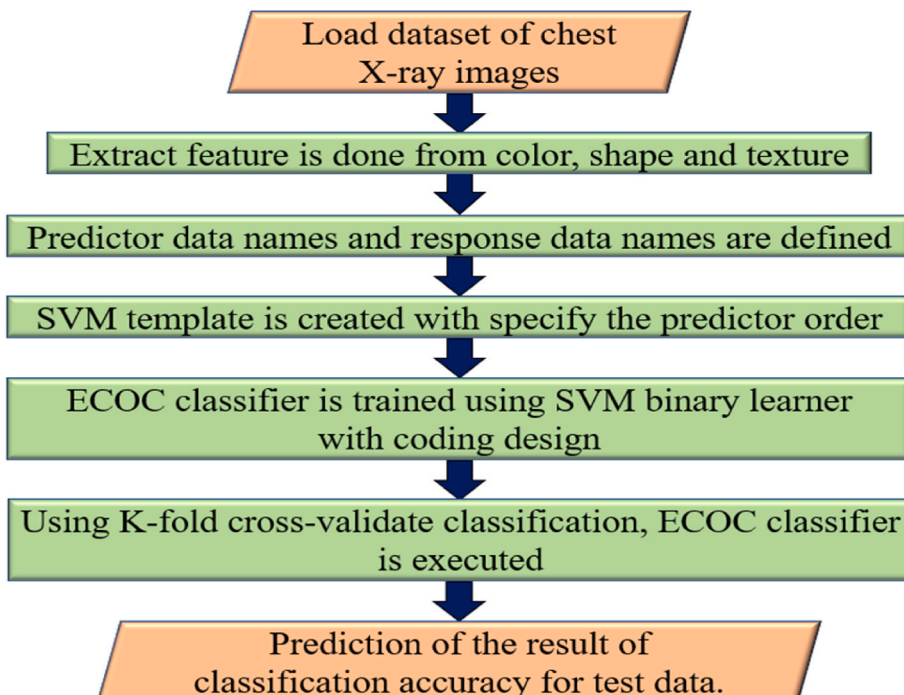 Load dataset of chest
X-ray images
Extract feature is done from color, shape and texture
Predictor data names and response data names are defined
SVM template is created with specify the predictor order
ECOC classifier is trained using SVM binary learner
with coding design
Using K-fold cross-validate classification, ECOC classifier
is executed
Prediction of the result of
classification accuracy for test data.